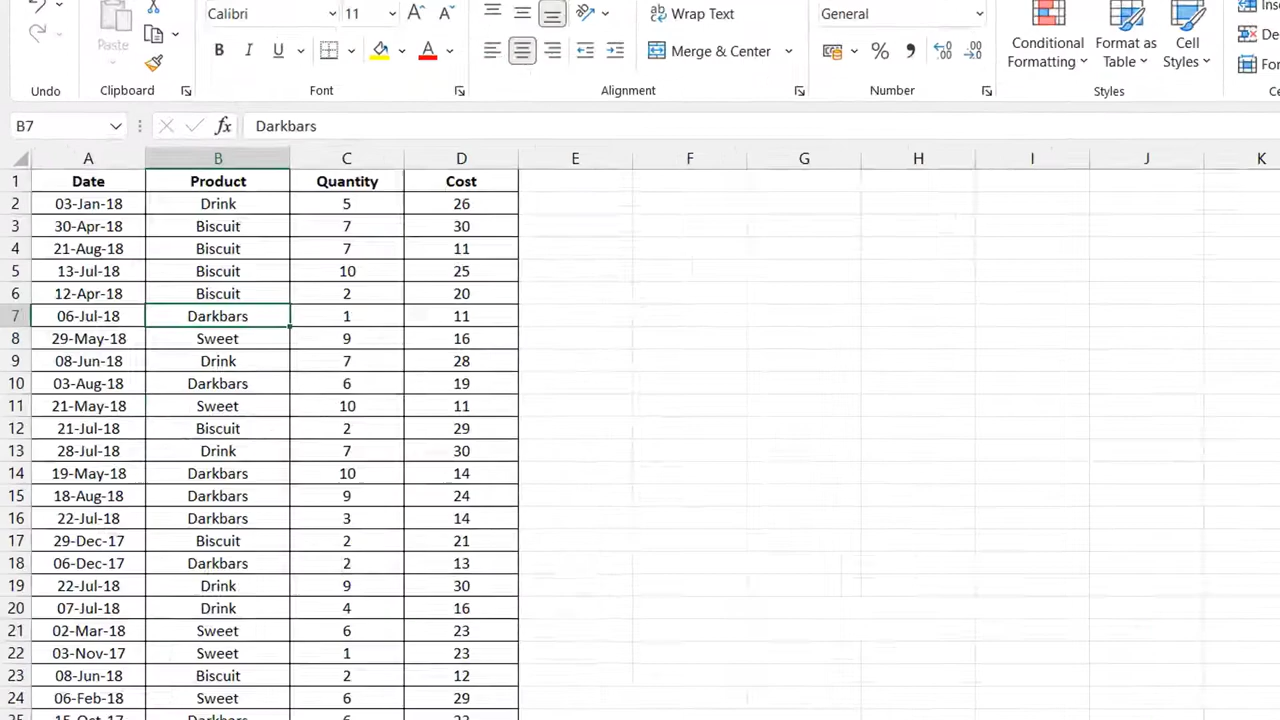 Calibri 11 Wrap Text General
Paste Merge & Center Conditional Formatting Format as Table Cell Styles
Undo Clipboard Font Alignment Number Styles
B7 fx Darkbars
A B C D E F G H I J K
1 Date Product Quantity Cost
2 03-Jan-18 Drink 5 26
3 30-Apr-18 Biscuit 7 30
4 21-Aug-18 Biscuit 7 11
5 13-Jul-18 Biscuit 10 25
6 12-Apr-18 Biscuit 2 20
7 06-Jul-18 Darkbars 1 11
8 29-May-18 Sweet 9 16
9 08-Jun-18 Drink 7 28
10 03-Aug-18 Darkbars 6 19
11 21-May-18 Sweet 10 11
12 21-Jul-18 Biscuit 2 29
13 28-Jul-18 Drink 7 30
14 19-May-18 Darkbars 10 14
15 18-Aug-18 Darkbars 9 24
16 22-Jul-18 Darkbars 3 14
17 29-Dec-17 Biscuit 2 21
18 06-Dec-17 Darkbars 2 13
19 22-Jul-18 Drink 9 30
20 07-Jul-18 Drink 4 16
21 02-Mar-18 Sweet 6 23
22 03-Nov-17 Sweet 1 23
23 08-Jun-18 Biscuit 2 12
24 06-Feb-18 Sweet 6 29